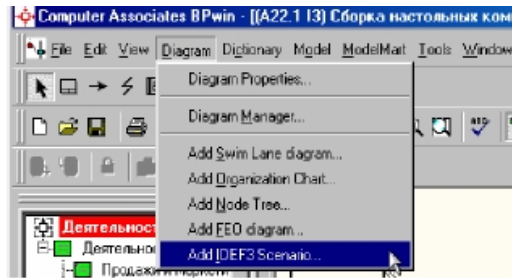 Computer Associates BPwin - [(A22.1 I3) Сборка настольных ком
File Edit View Diagram Dictionary Model ModelMart Tools Window
Diagram Properties...
Diagram Manager...
Add Swim Lane diagram...
Add Organization Chart...
Add Node Tree...
Add FEO diagram...
Add IDEF3 Scenario...
Деятельност
Деятельно
Продажи